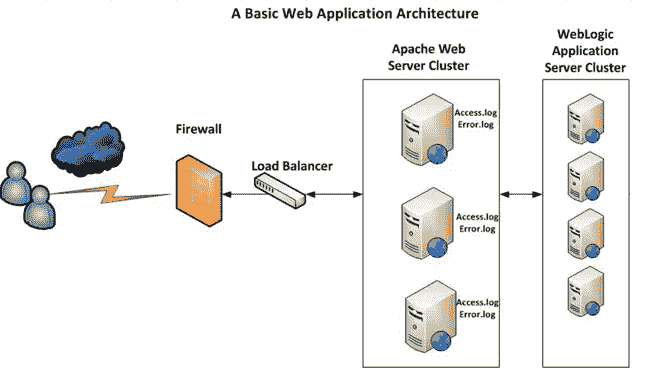 A Basic Web Application Architecture
Apache Web
Server Cluster
WebLogic
Application
Server Cluster
Firewall
Load Balancer
Access.log
Error.log
Access.log
Error.log
Access.log
Error.log